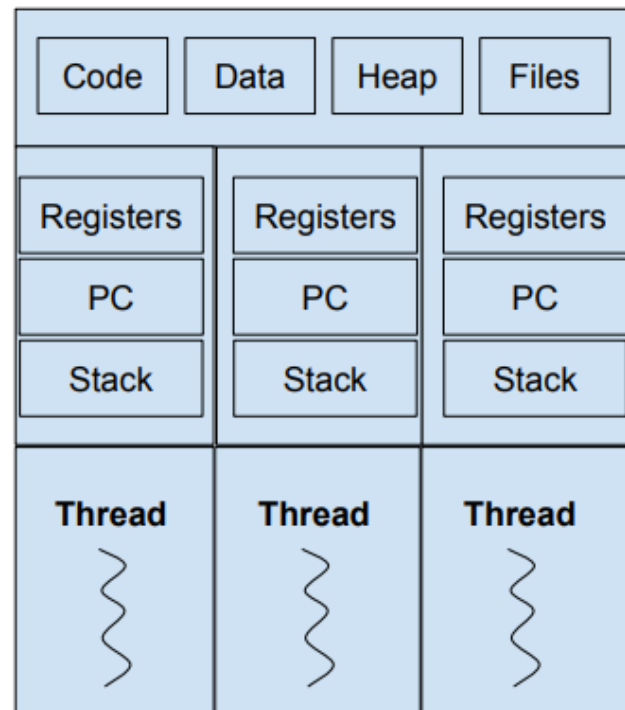 Code Data Heap Files
Registers Registers Registers
PC PC PC
Stack Stack Stack
Thread Thread Thread